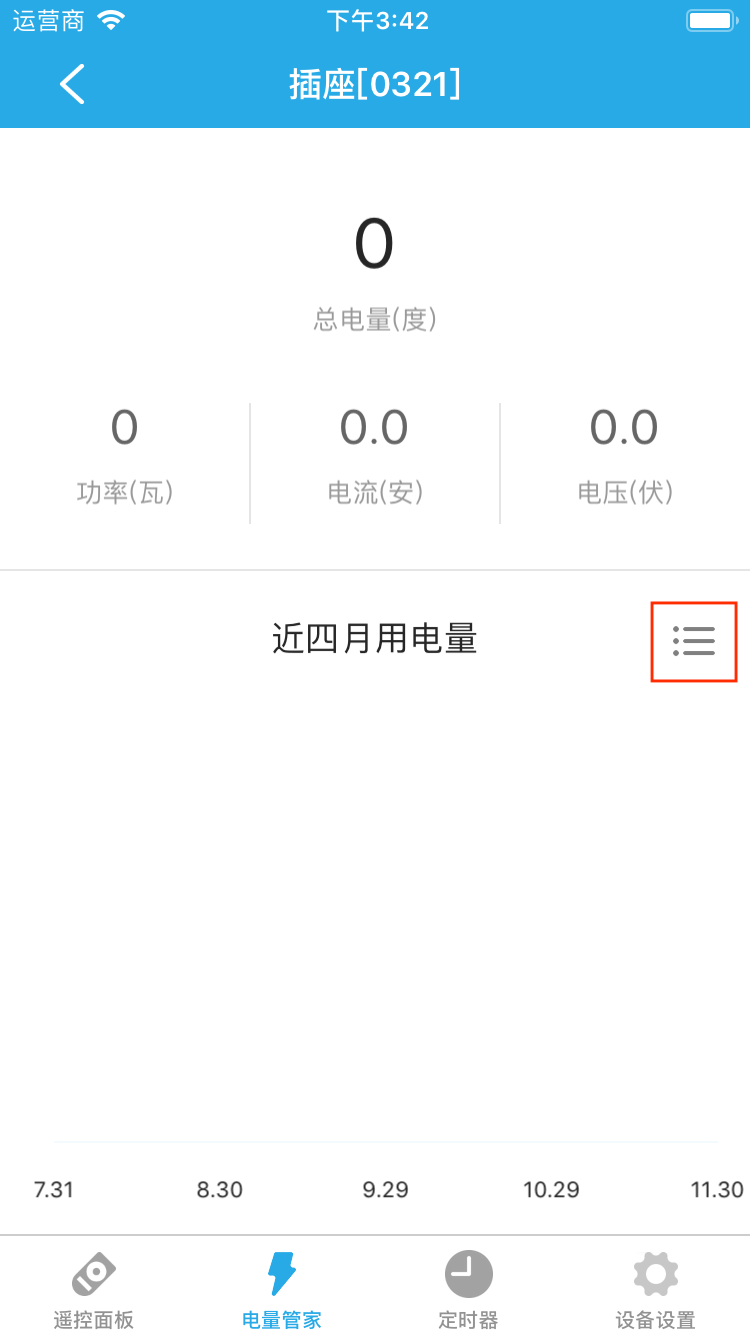 运营商 下午3:42
插座[0321]
0
总电量(度)
0 0.0 0.0
功率(瓦) 电流(安) 电压(伏)
近四月用电量
7.31 8.30 9.29 10.29 11.30
遥控面板 电量管家 定时器 设备设置